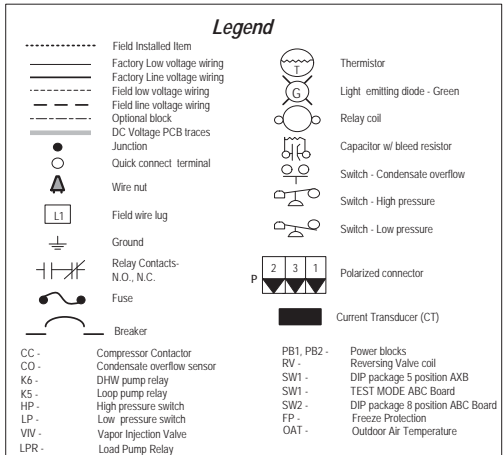 Legend
Field Installed Item
Factory Low voltage wiring
Factory Line voltage wiring
Field low voltage wiring
Field line voltage wiring
Optional block
DC Voltage PCB traces
Junction
Quick connect terminal
Wire nut
L1 Field wire lug
Ground
Relay Contacts-
N.O., N.C.
Fuse
Breaker
T Thermistor
G Light emitting diode - Green
Relay coil
Capacitor w/ bleed resistor
Switch - Condensate overflow
Switch - High pressure
Switch - Low pressure
P 2 3 1 Polarized connector
Current Transducer (CT)
CC - Compressor Contactor
CO - Condensate overflow sensor
K6 - DHW pump relay
K5 - Loop pump relay
HP - High pressure switch
LP - Low pressure switch
VIV - Vapor Injection Valve
LPR - Load Pump Relay
PB1, PB2 - Power blocks
RV - Reversing Valve coil
SW1 - DIP package 5 position AXB
SW1 - TEST MODE ABC Board
SW2 - DIP package 8 position ABC Board
FP - Freeze Protection
OAT - Outdoor Air Temperature